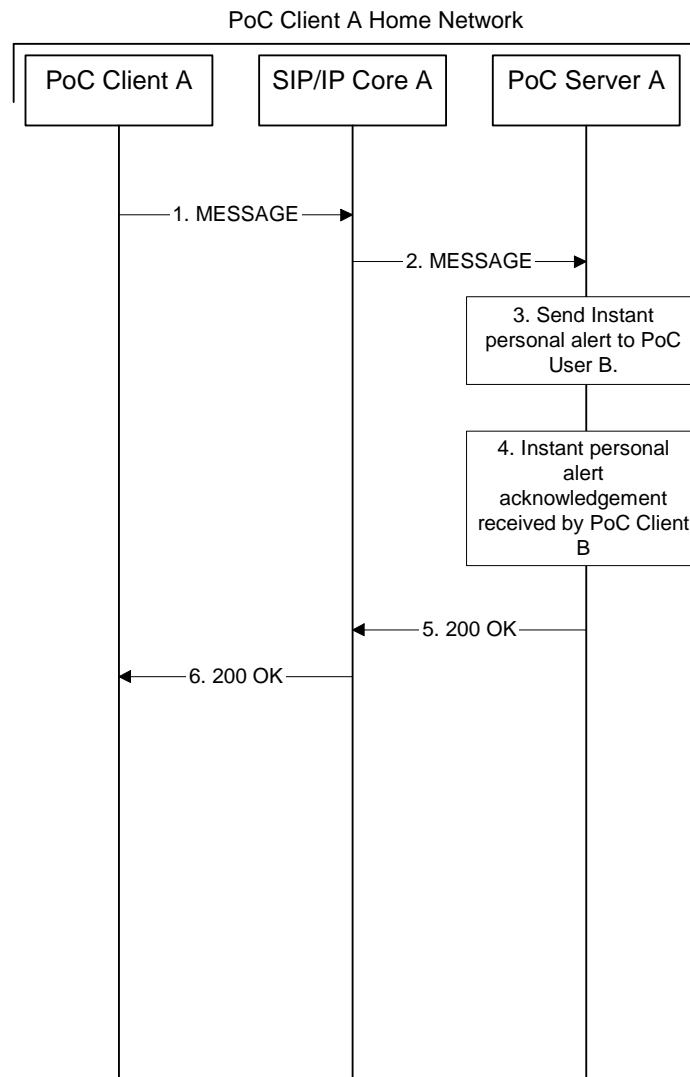 PoC Client A Home Network
PoC Client A
SIP/IP Core A
PoC Server A
1. MESSAGE
2. MESSAGE
3. Send Instant
personal alert to PoC
User B.
4. Instant personal
alert
acknowledgement
received by PoC Client
B
5. 200 OK
6. 200 OK